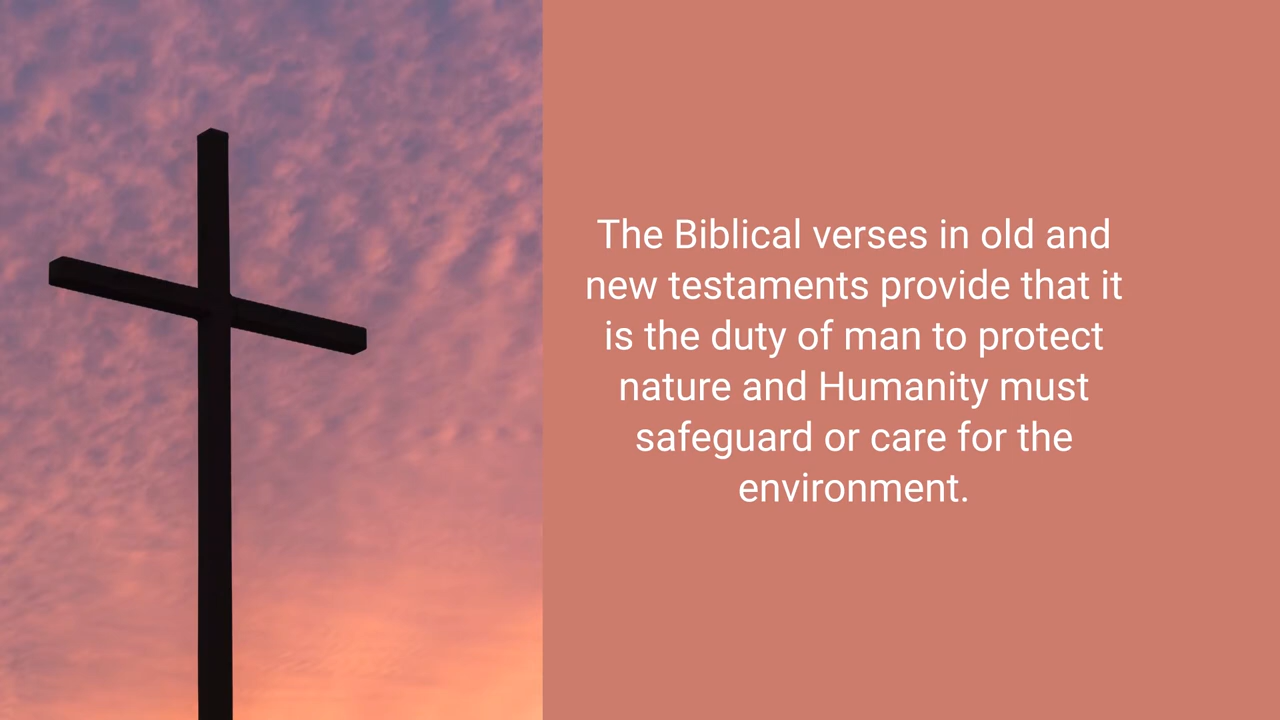 The Biblical verses in old and
new testaments provide that it
is the duty of man to protect
nature and Humanity must
safeguard or care for the
environment.